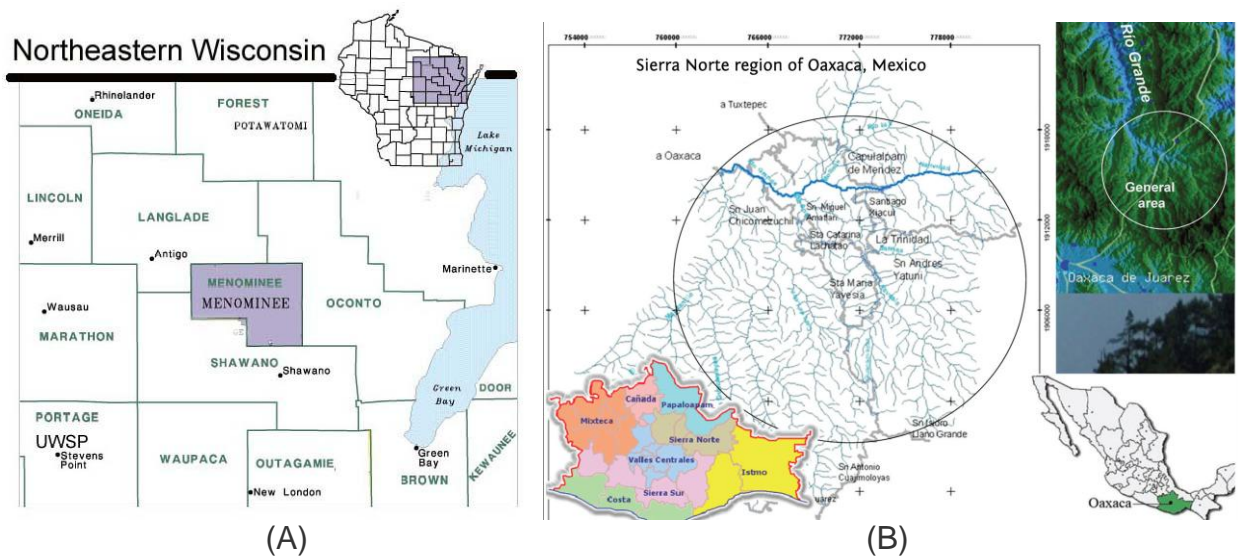 Northeastern Wisconsin
Rhinelander
ONEIDA
FOREST
POTAWATOMI
Lake
Michigan
LINCOLN
LANGLADE
Merrill
Antigo
Marinette
MENOMINEE
MENOMINEE
OCONTO
Wausau
MARATHON
SHAWANO
Shawano
Green
Bay
DOOR
PORTAGE
UWSP
Stevens
Point
WAUPACA
OUTAGAMIE
New London
Green
Bay
BROWN
KEWAUNEE
(A)
B)
754000
760000
766000
772000
778000
Sierra Norte region of Oaxaca, Mexico
a Tuxtepec
a Oaxaca
1918000
1912000
1906000
Capulalpam
de Mendez
Sn Juan
Chicomezuchil
Sn Miguel
Amatlan
Santiago
Xiacui
Sta Catarina
Lachatao
La Trinidad
Sn Andres
Yatuni
Sta Maria
Yavesia
Sn Isidro
Llano Grande
Sn Antonio
Cuajimoloyas
Cañada
Papaloapam
Mixteca
Sierra Norte
Valles Centrales
Istmo
Sierra Sur
Costa
Rio Grande
General
area
Oaxaca de Juarez
Oaxaca
(B)